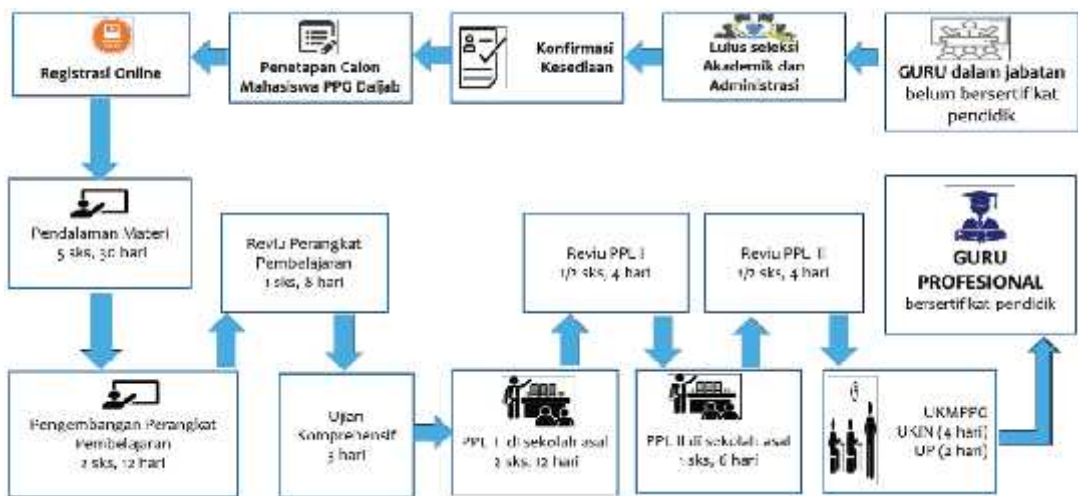 Registrasi Online
Penetapan Calon
Mahasiswa PPG Daljab
Konfirmasi
Kesediaan
Lulus seleksi
Akademik dan
Administrasi
GURU dalam jabatan
belum bersertifikat
pendidik
Pendalaman Materi
5 sks, 30 hari
Reviu Perangkat
Pembelajaran
1 sks, 8 hari
Reviu PPL I
1/2 sks, 4 hari
Reviu PPL II
1/2 sks, 4 hari
GURU
PROFESIONAL
bersertifikat pendidik
Pengembangan Perangkat
Pembelajaran
2 sks, 12 hari
Ujian
Komprehensif
3 hari
PPL I di sekolah asal
2 sks, 12 hari
PPL II di sekolah asal
1 sks, 6 hari
UKMPPG
UKIN (4 hari)
UP (2 hari)